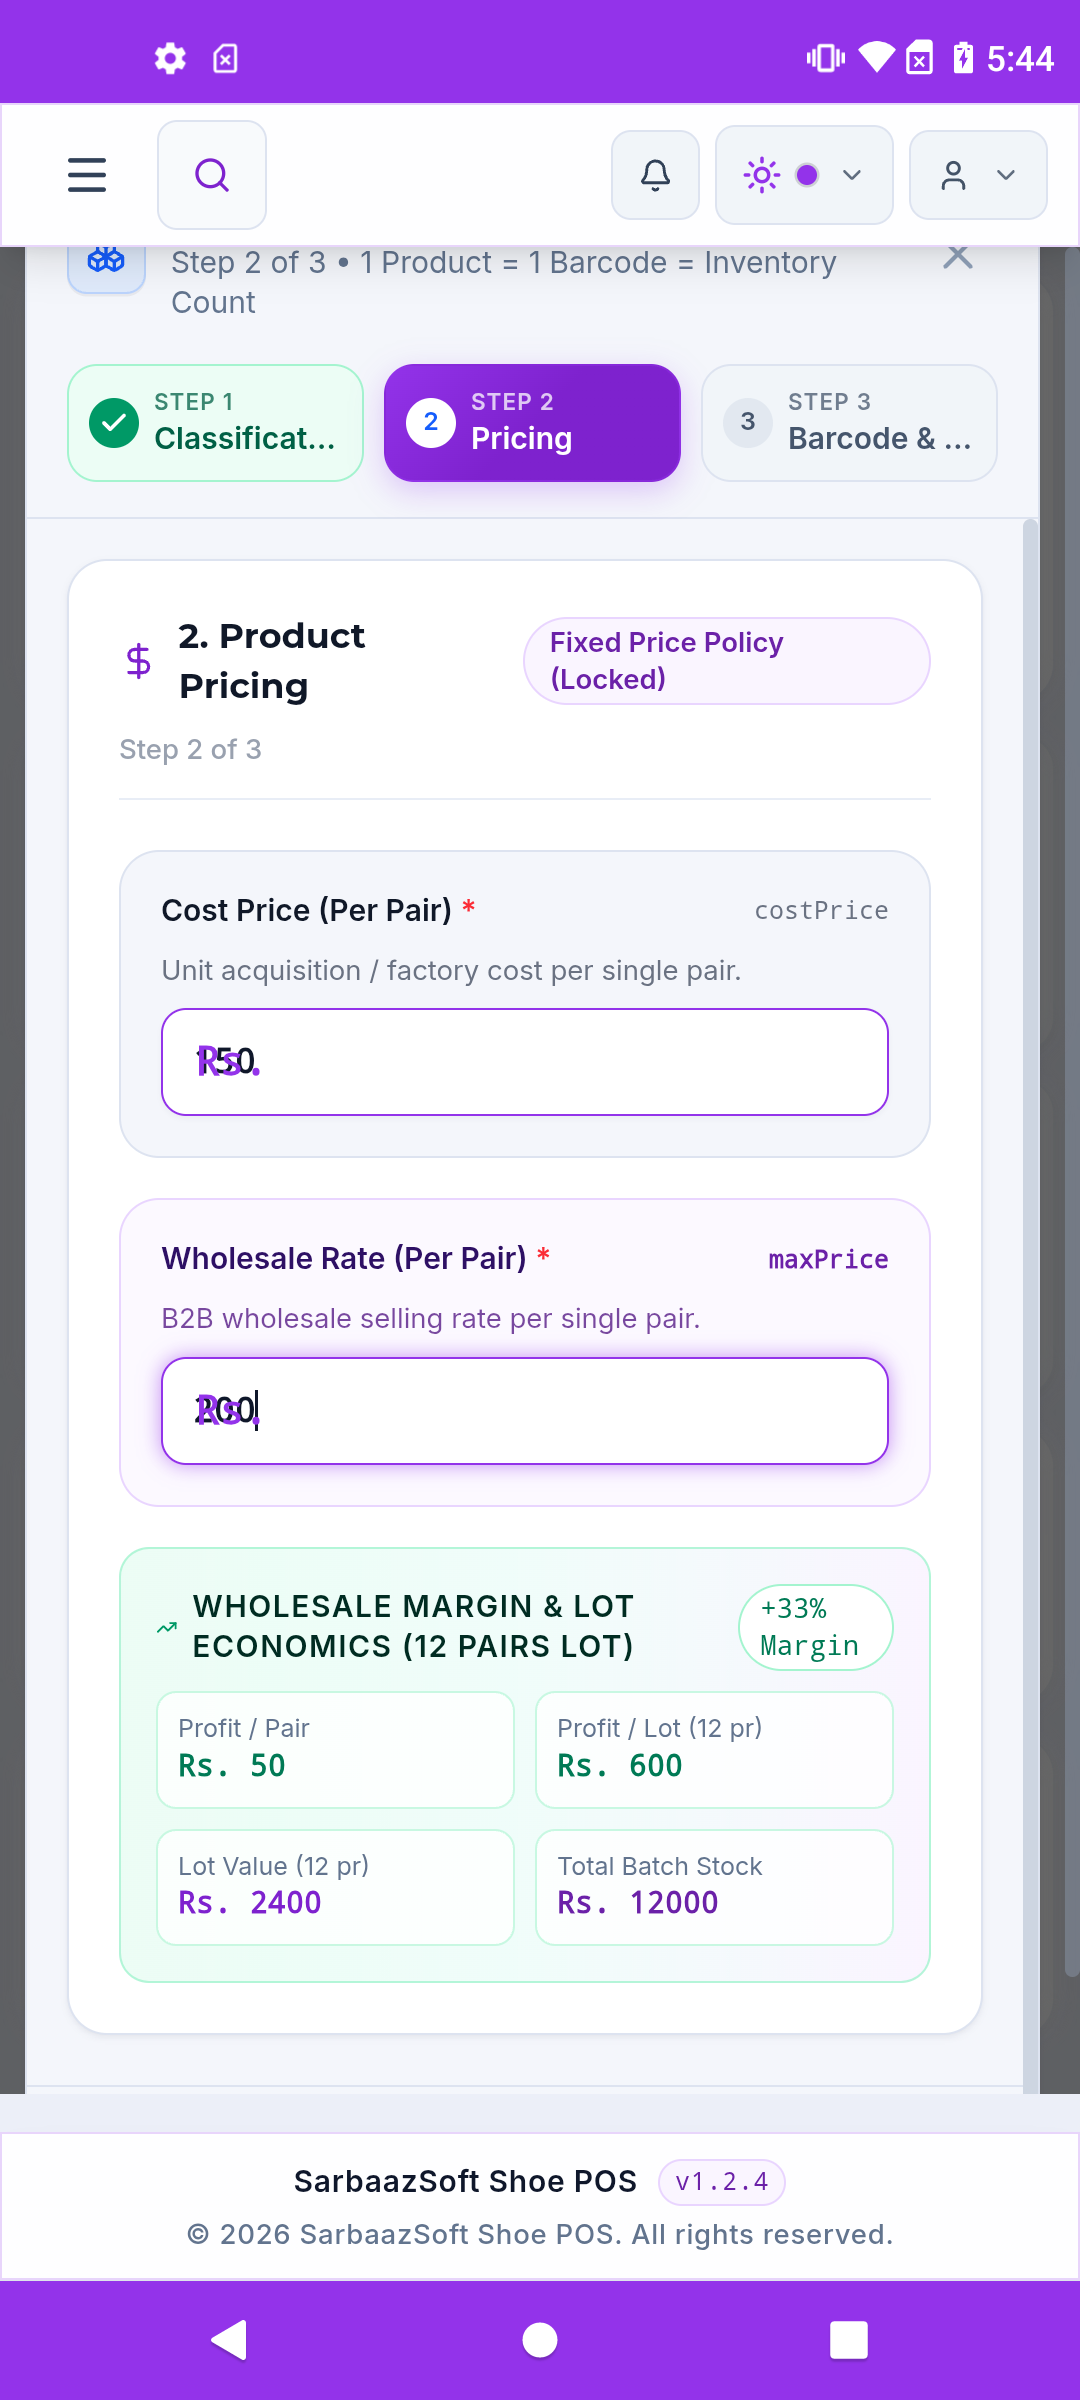 5:44
Step 2 of 3 • 1 Product = 1 Barcode = Inventory
Count
STEP 1
Classificat...
2
STEP 2
Pricing
3
STEP 3
Barcode & ...
2. Product
Pricing
Fixed Price Policy
(Locked)
Step 2 of 3
Cost Price (Per Pair) *
costPrice
Unit acquisition / factory cost per single pair.
Rs. 150
Wholesale Rate (Per Pair) *
maxPrice
B2B wholesale selling rate per single pair.
Rs. 200
WHOLESALE MARGIN & LOT
ECONOMICS (12 PAIRS LOT)
+33%
Margin
Profit / Pair
Rs. 50
Profit / Lot (12 pr)
Rs. 600
Lot Value (12 pr)
Rs. 2400
Total Batch Stock
Rs. 12000
SarbaazSoft Shoe POS
v1.2.4
© 2026 SarbaazSoft Shoe POS. All rights reserved.